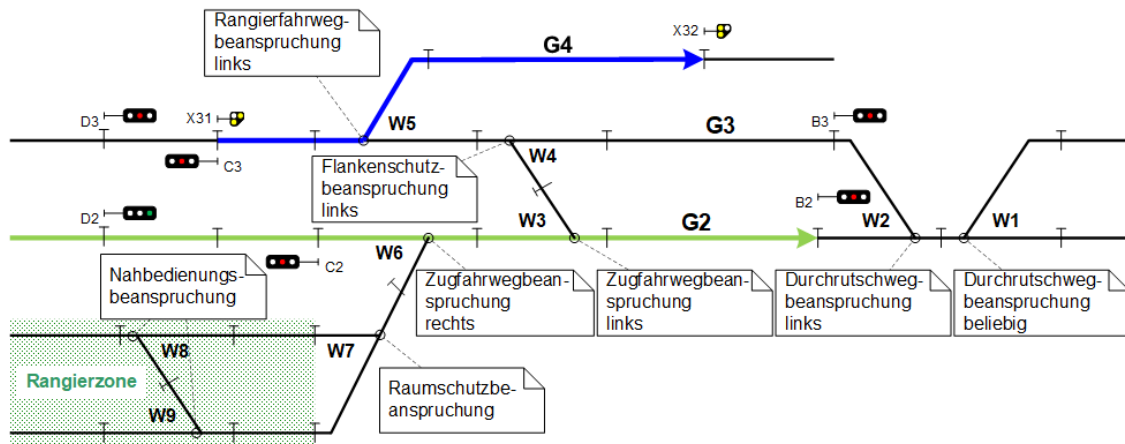 Rangierfahrweg-
beanspruchung
links
X32
G4
D3
X31
W5
G3
B3
C3
Flankenschutz-
beanspruchung
links
W4
D2
W3
G2
B2
W2
W1
W6
C2
Nahbedienungs-
beanspruchung
Zugfahrwegbean-
spruchung
rechts
Zugfahrwegbean-
spruchung
links
Durchrutschweg-
beanspruchung
links
Durchrutschweg-
beanspruchung
beliebig
W8
W7
Rangierzone
W9
Raumschutzbe-
anspruchung